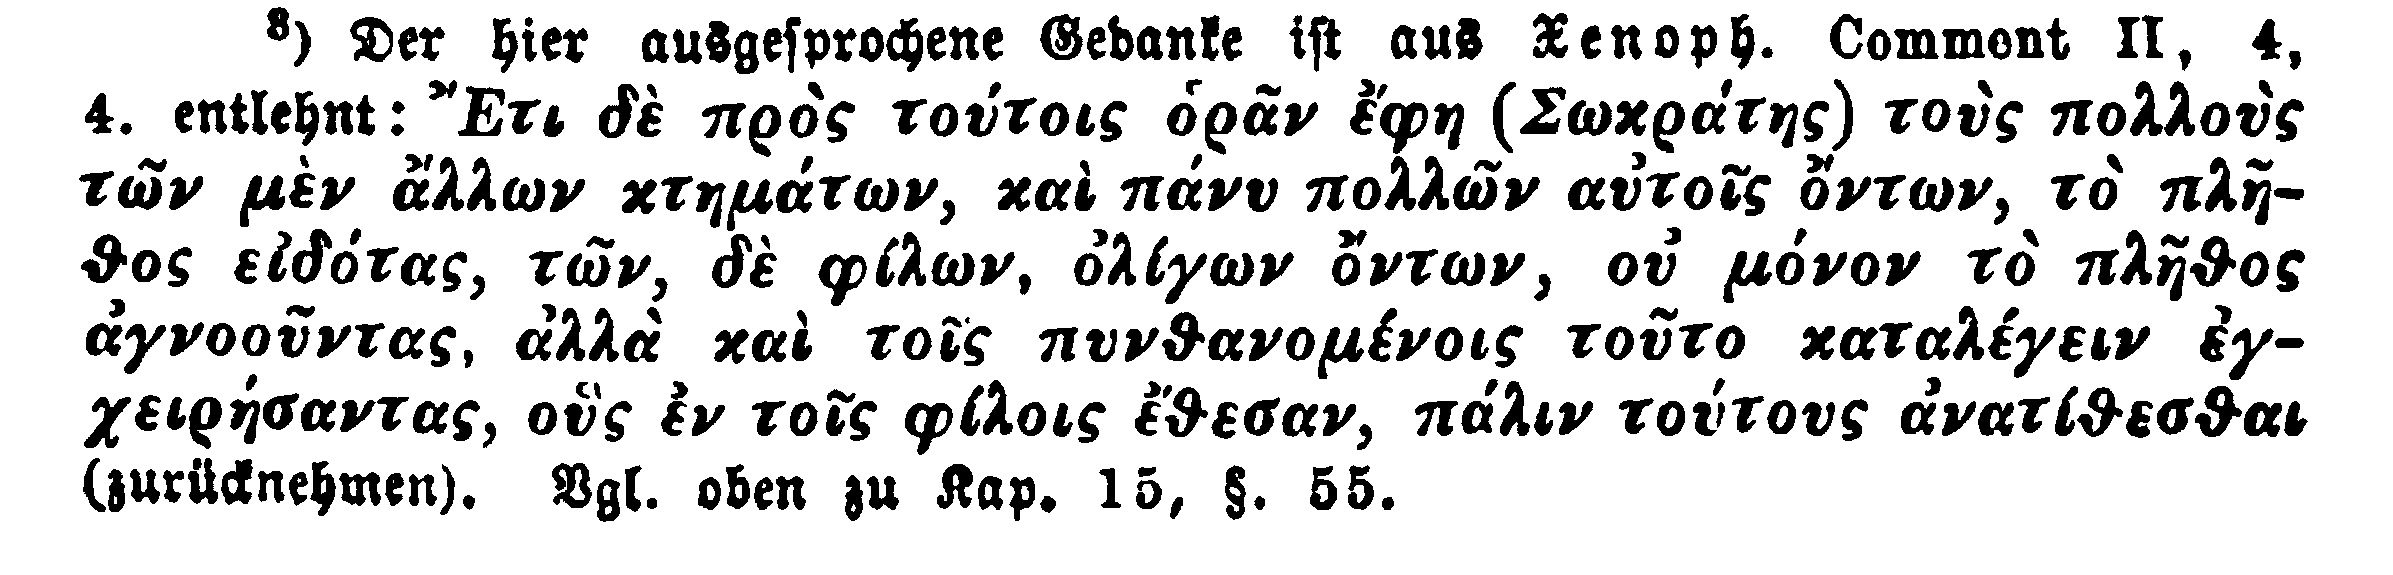 ⁸) Der hier ausgesprochene Gedanke ist aus Xenoph. Comment II, 4,
4. entlehnt: Ἔτι δὲ πρὸς τούτοις ὁρᾶν ἔφη (Σωκράτης) τοὺς πολλοὺς
τῶν μὲν ἄλλων κτημάτων, καὶ πάνυ πολλῶν αὐτοῖς ὄντων, τὸ πλῆ-
θος εἰδότας, τῶν, δὲ φίλων, ὀλίγων ὄντων, οὐ μόνον τὸ πλῆθος
ἀγνοοῦντας, ἀλλὰ καὶ τοῖς πυνθανομένοις τοῦτο καταλέγειν ἐγ-
χειρήσαντας, οὓς ἐν τοῖς φίλοις ἔθεσαν, πάλιν τούτους ἀνατίθεσθαι
(zurücknehmen). Vgl. oben zu Kap. 15, §. 55.